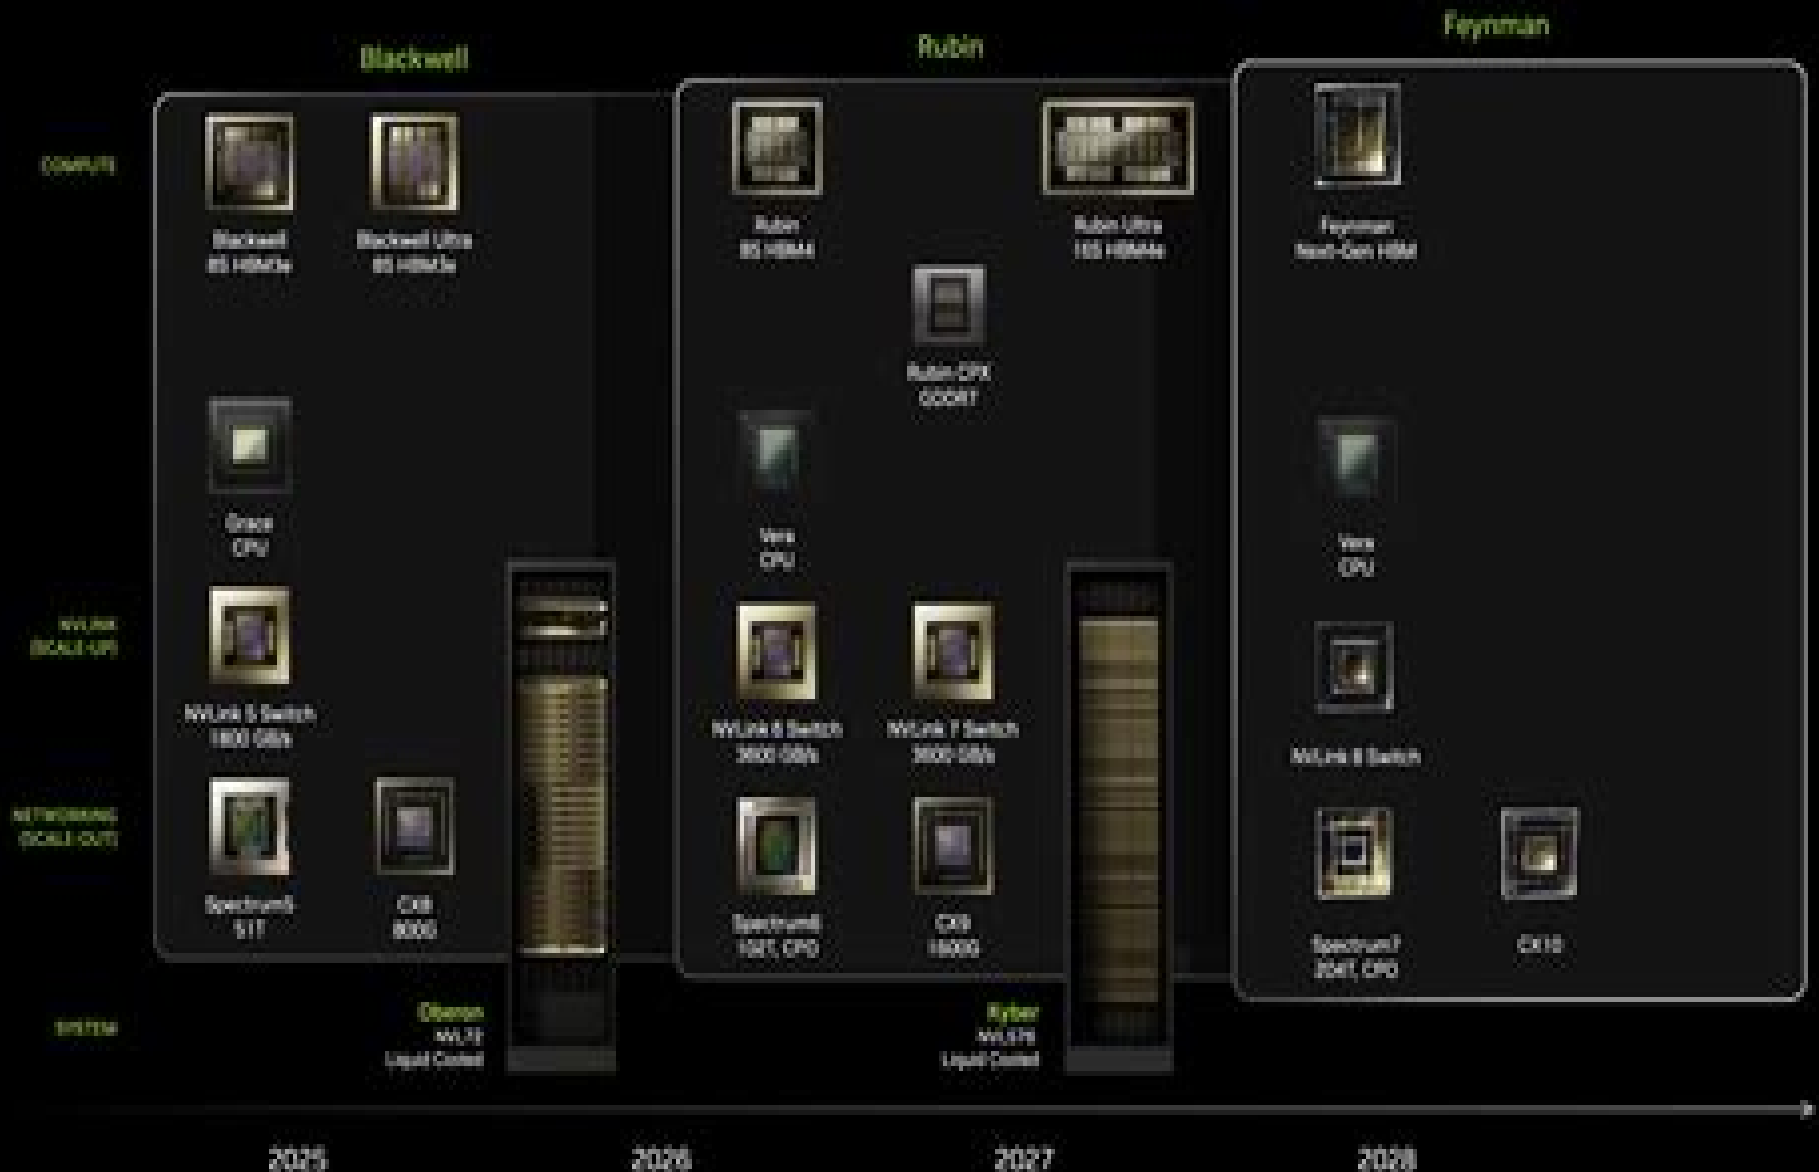 Blackwell
Rubin
Feynman
COMPUTE
Blackwell
8S HBM3e
Blackwell Ultra
8S HBM3e
Rubin
8S HBM4
Rubin Ultra
16S HBM4e
Feynman
Next-Gen HBM
Rubin CPX
GDDR7
Grace
CPU
Vera
CPU
Vera
CPU
NVLINK
(SCALE-UP)
NVLink 5 Switch
1800 GB/s
NVLink 6 Switch
3600 GB/s
NVLink 7 Switch
3600 GB/s
NVLink 8 Switch
NETWORKING
(SCALE-OUT)
Spectrum5
51T
CX8
800G
Spectrum6
102T, CPO
CX9
1600G
Spectrum7
204T, CPO
CX10
SYSTEM
Oberon
NVL72
Liquid Cooled
Kyber
NVL576
Liquid Cooled
2025
2026
2027
2028